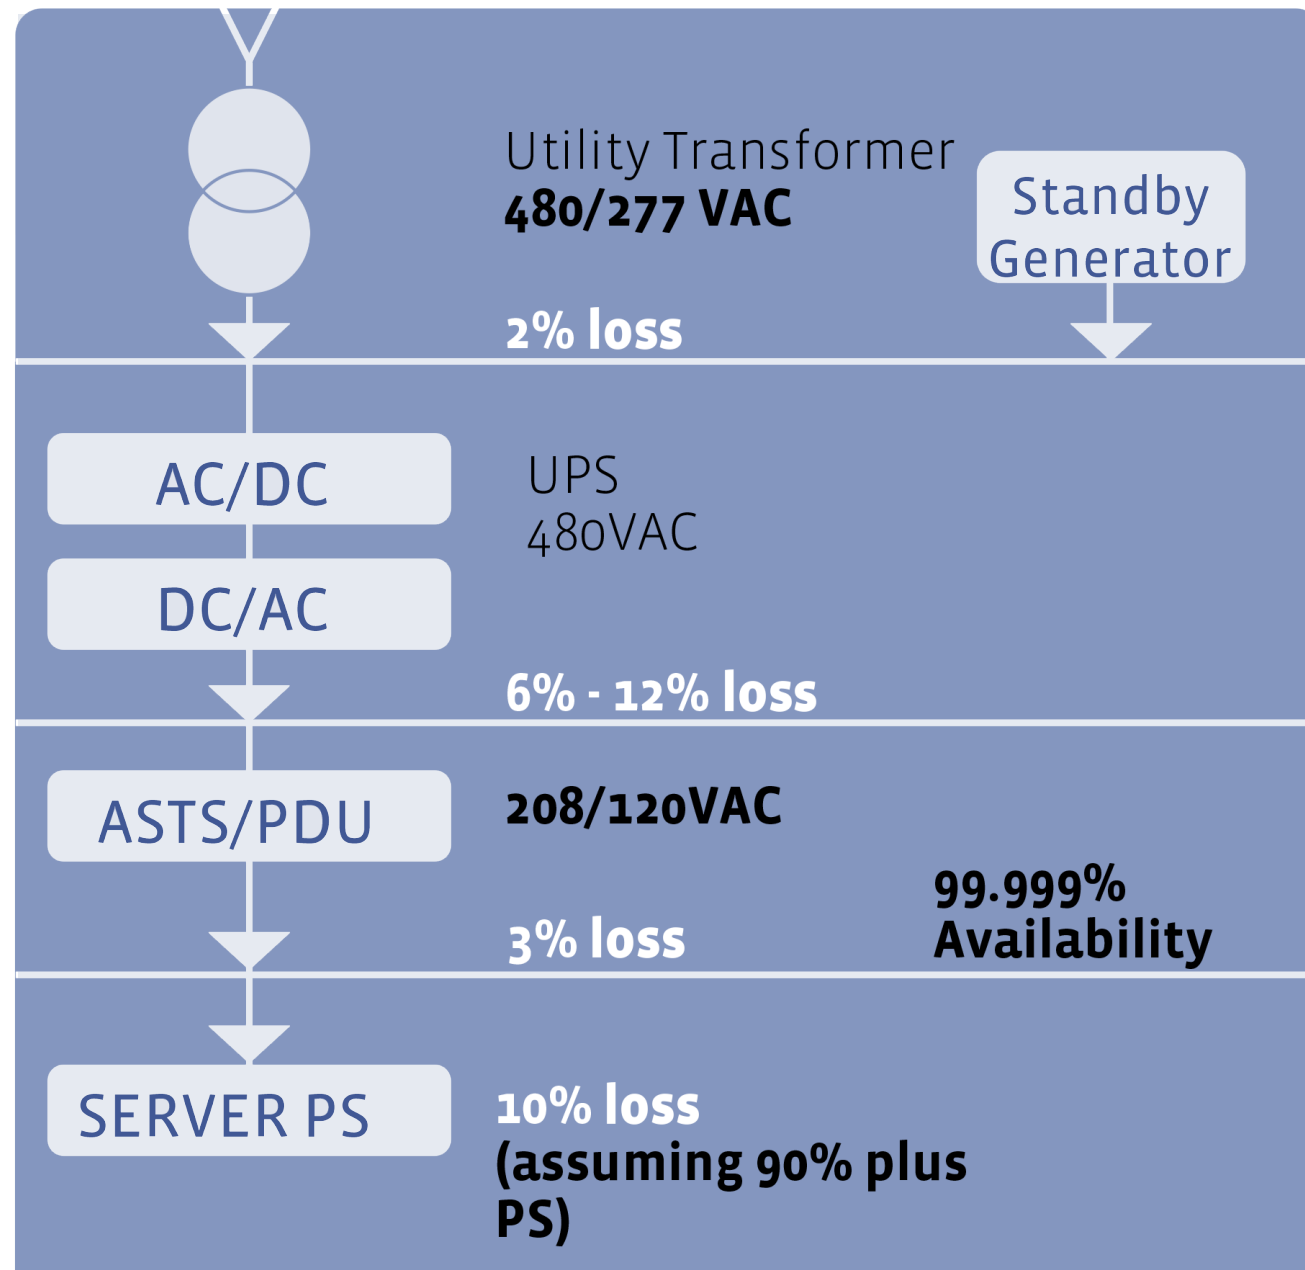 Utility Transformer
480/277 VAC
Standby
Generator
2% loss
AC/DC
UPS
480VAC
DC/AC
6% - 12% loss
ASTS/PDU
208/120VAC
99.999%
Availability
3% loss
SERVER PS
10% loss
(assuming 90% plus
PS)